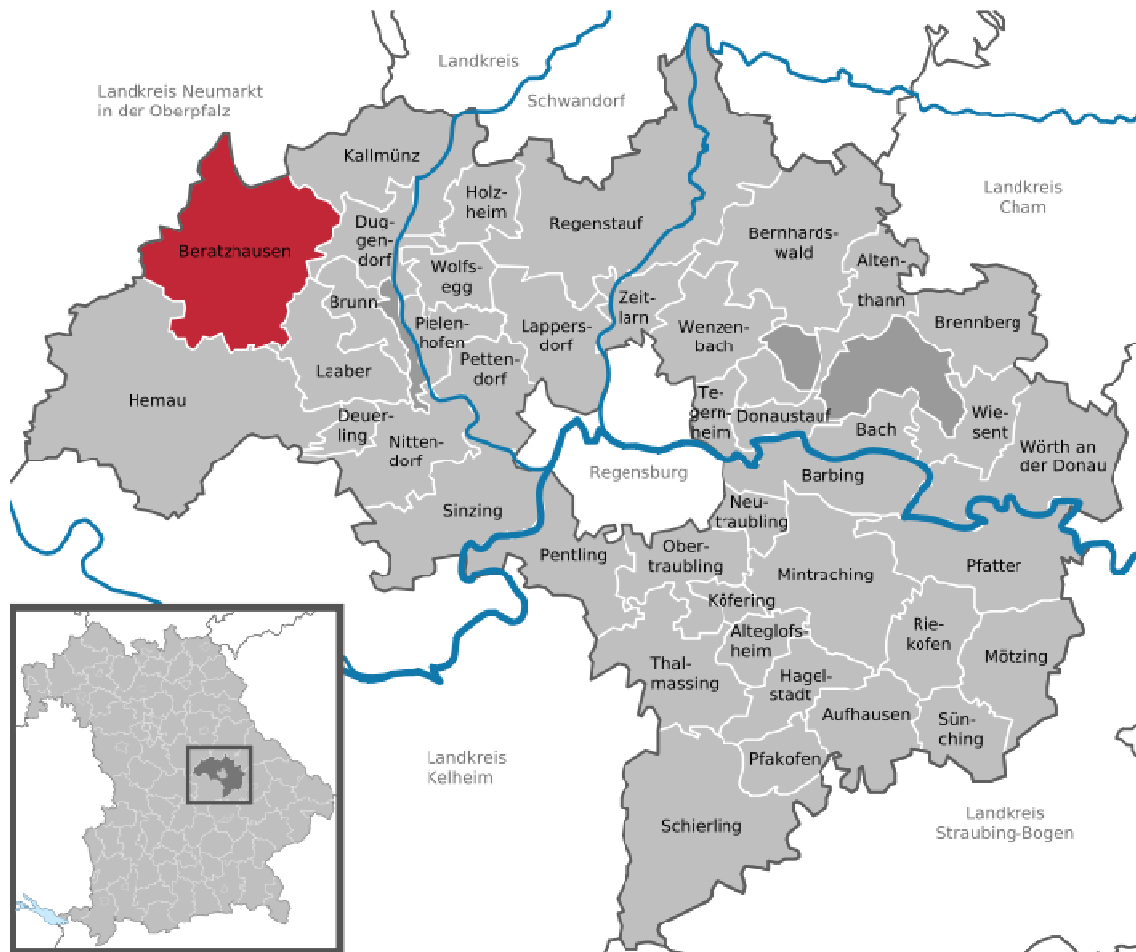 Landkreis
Schwandorf
Landkreis Neumarkt
in der Oberpfalz
Landkreis
Cham
Kallmünz
Holz-
heim
Regenstauf
Beratzhausen
Dug-
gen-
dorf
Bernhards-
wald
Alten-
thann
Wolfs-
egg
Brunn
Zeit-
larn
Pielen-
hofen
Lappers-
dorf
Wenzen-
bach
Brennberg
Petten-
dorf
Laaber
Hemau
Te-
gern-
heim
Donaustauf
Bach
Wie-
sent
Wörth an
der Donau
Deuer-
ling
Nitten-
dorf
Regensburg
Barbing
Sinzing
Neu-
traubling
Pentling
Ober-
traubling
Mintraching
Pfatter
Köfering
Alteglofs-
heim
Rie-
kofen
Mötzing
Thal-
massing
Hagel-
stadt
Aufhausen
Sün-
ching
Pfakofen
Schierling
Landkreis
Kelheim
Landkreis
Straubing-Bogen